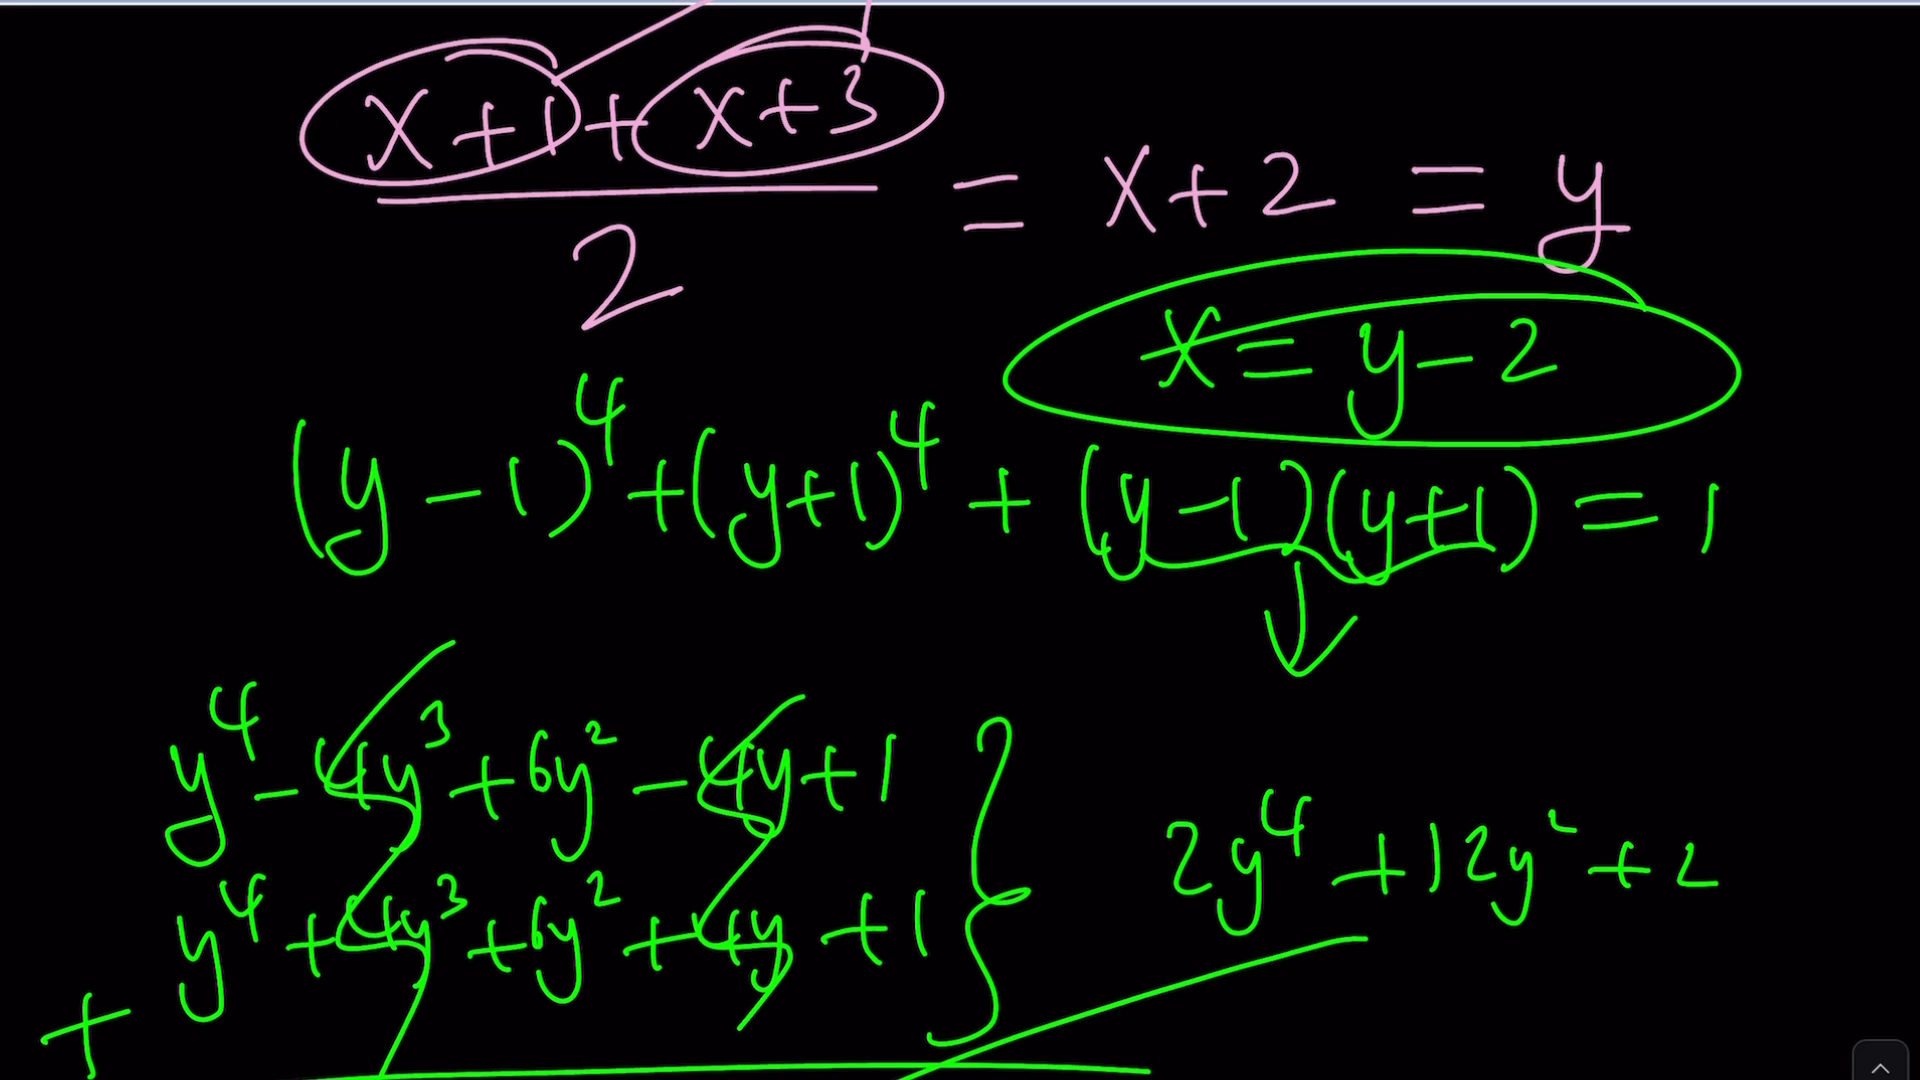 x+1+x+3
2
= x+2 = y
x = y-2
(y-1)⁴+(y+1)⁴+(y-1)(y+1) = 1
y⁴-4y³+6y²-4y+1
y⁴+4y³+6y²+4y+1
+
2y⁴+12y²+2